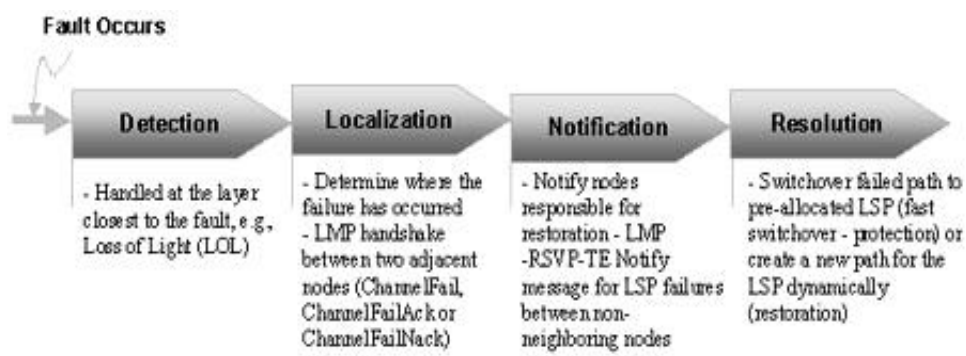 Fault Occurs
Detection
- Handled at the layer
closest to the fault, e.g.,
Loss of Light (LOL)
Localization
- Determine where the
failure has occurred
- LMP handshake
between two adjacent
nodes (ChannelFail,
ChannelFailAck or
ChannelFailNack)
Notification
- Notify nodes
responsible for
restoration - LMP
-RSVP-TE Notify
message for LSP failures
between non-
neighboring nodes
Resolution
- Switchover failed path to
pre-allocated LSP (fast
switchover - protection) or
create a new path for the
LSP dynamically
(restoration)